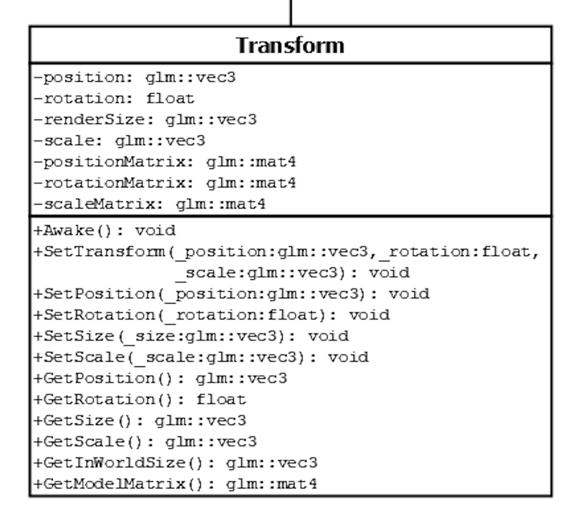 Transform
-position: glm::vec3
-rotation: float
-renderSize: glm::vec3
-scale: glm::vec3
-positionMatrix: glm::mat4
-rotationMatrix: glm::mat4
-scaleMatrix: glm::mat4
+Awake(): void
+SetTransform(_position:glm::vec3,_rotation:float,
_scale:glm::vec3): void
+SetPosition(_position:glm::vec3): void
+SetRotation(_rotation:float): void
+SetSize(_size:glm::vec3): void
+SetScale(_scale:glm::vec3): void
+GetPosition(): glm::vec3
+GetRotation(): float
+GetSize(): glm::vec3
+GetScale(): glm::vec3
+GetInWorldSize(): glm::vec3
+GetModelMatrix(): glm::mat4